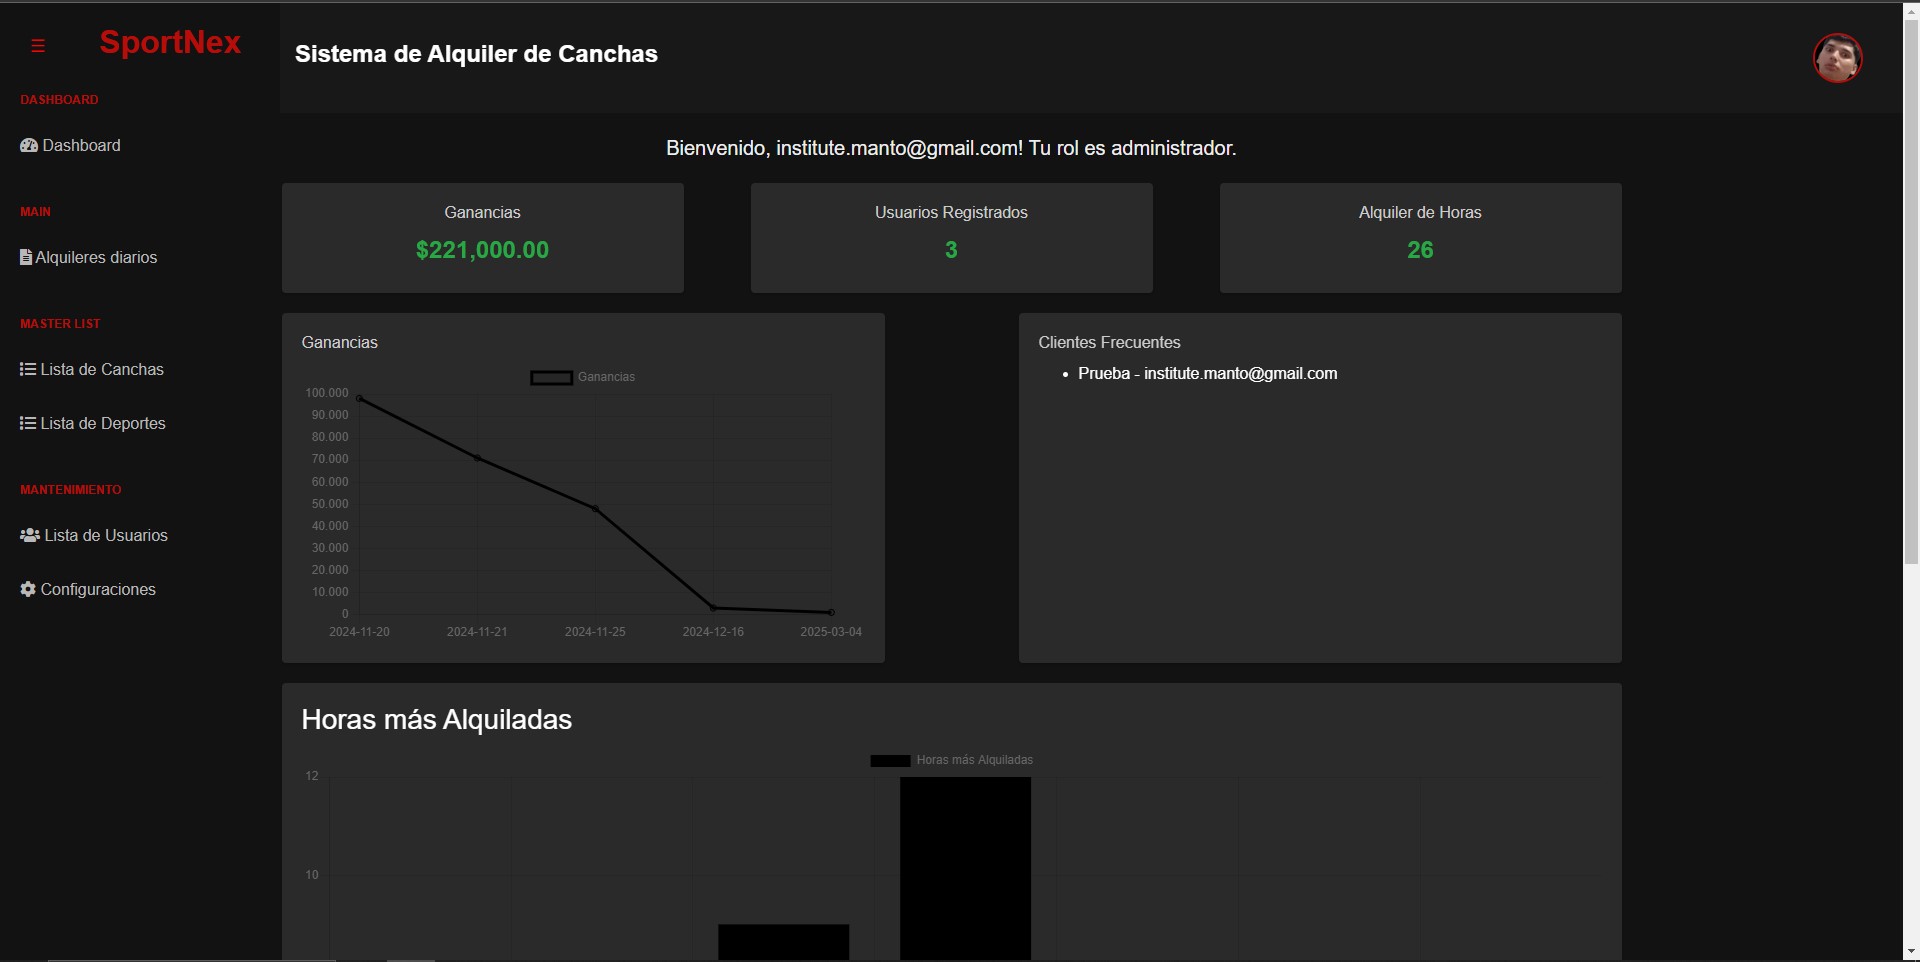 SportNex
Sistema de Alquiler de Canchas
DASHBOARD
Dashboard
MAIN
Alquileres diarios
MASTER LIST
Lista de Canchas
Lista de Deportes
MANTENIMIENTO
Lista de Usuarios
Configuraciones
Bienvenido, institute.manto@gmail.com! Tu rol es administrador.
Ganancias
$221,000.00
Usuarios Registrados
3
Alquiler de Horas
26
Ganancias
Ganancias
100.000
90.000
80.000
70.000
60.000
50.000
40.000
30.000
20.000
10.000
0
2024-11-20 2024-11-21 2024-11-25 2024-12-16 2025-03-04
Clientes Frecuentes
• Prueba - institute.manto@gmail.com
Horas más Alquiladas
Horas más Alquiladas
12
10